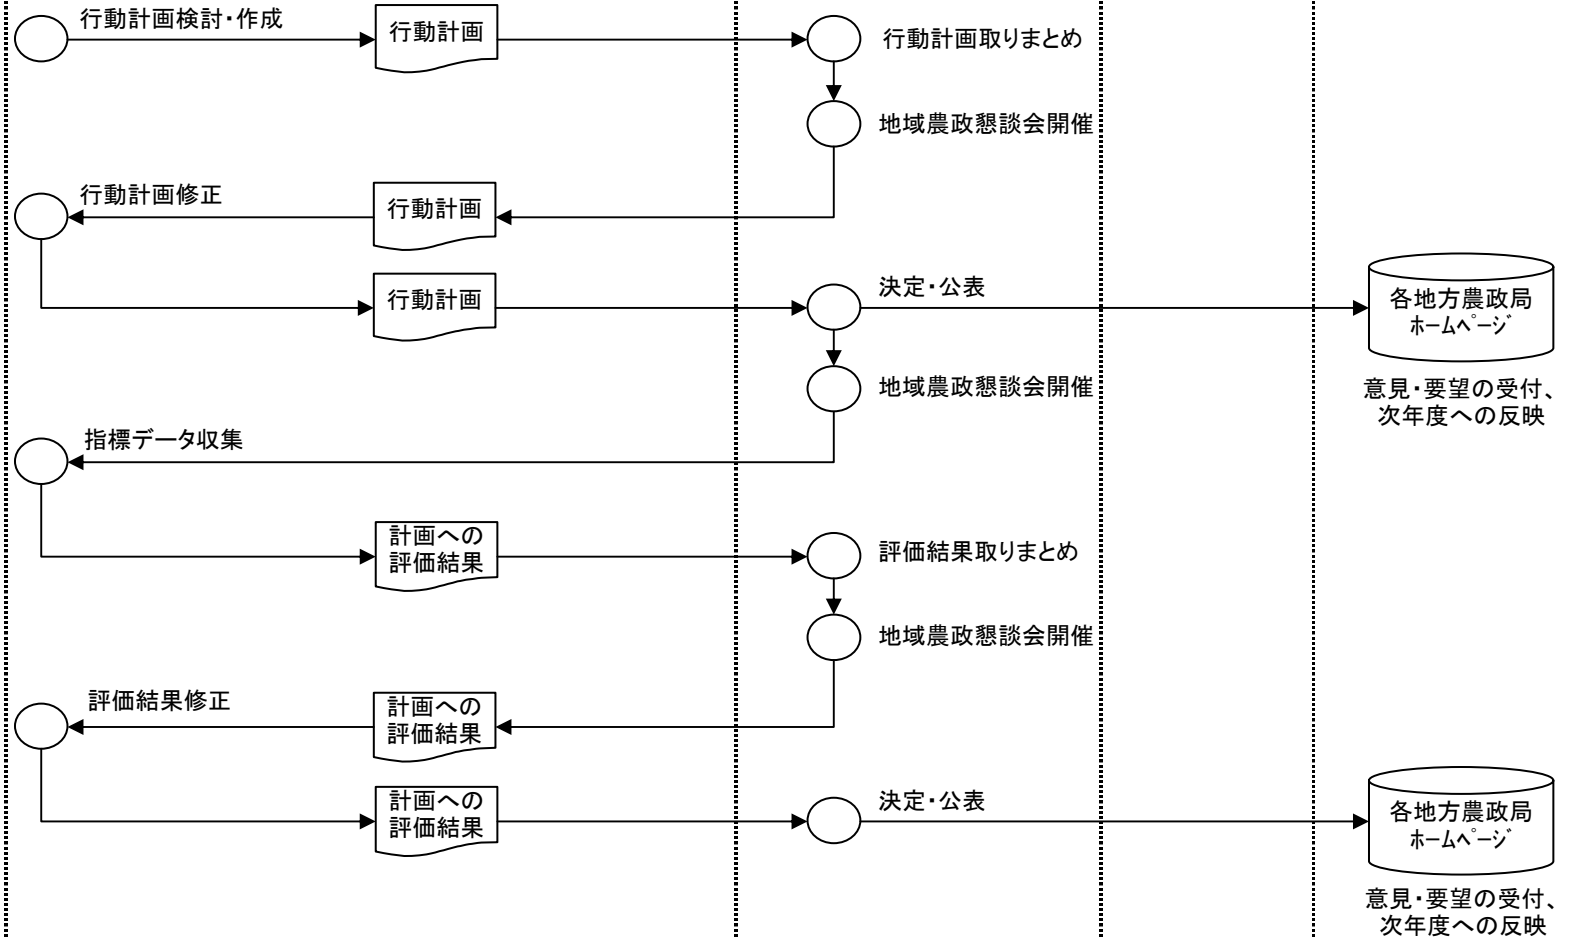 行動計画検討・作成
行動計画
行動計画取りまとめ
地域農政懇談会開催
行動計画修正
行動計画
行動計画
決定・公表
各地方農政局
ﾎｰﾑﾍﾟｰｼﾞ
地域農政懇談会開催
意見・要望の受付、
次年度への反映
指標データ収集
計画への
評価結果
評価結果取りまとめ
地域農政懇談会開催
評価結果修正
計画への
評価結果
計画への
評価結果
決定・公表
各地方農政局
ﾎｰﾑﾍﾟｰｼﾞ
意見・要望の受付、
次年度への反映